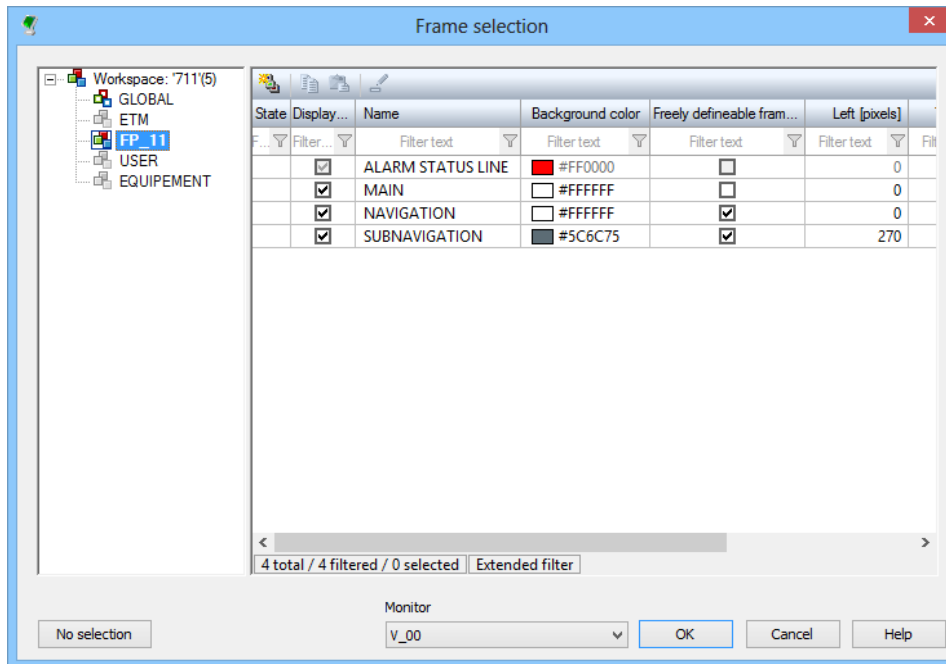 Frame selection
Workspace: '711'(5)
GLOBAL
ETM
FP_11
USER
EQUIPEMENT
State Display... Name Background color Freely defineable fram... Left [pixels]
F... Filter... Filter text Filter text Filter text Filter text Filt
ALARM STATUS LINE #FF0000 0
MAIN #FFFFFF 0
NAVIGATION #FFFFFF 0
SUBNAVIGATION #5C6C75 270
4 total / 4 filtered / 0 selected Extended filter
Monitor
No selection V_00 OK Cancel Help